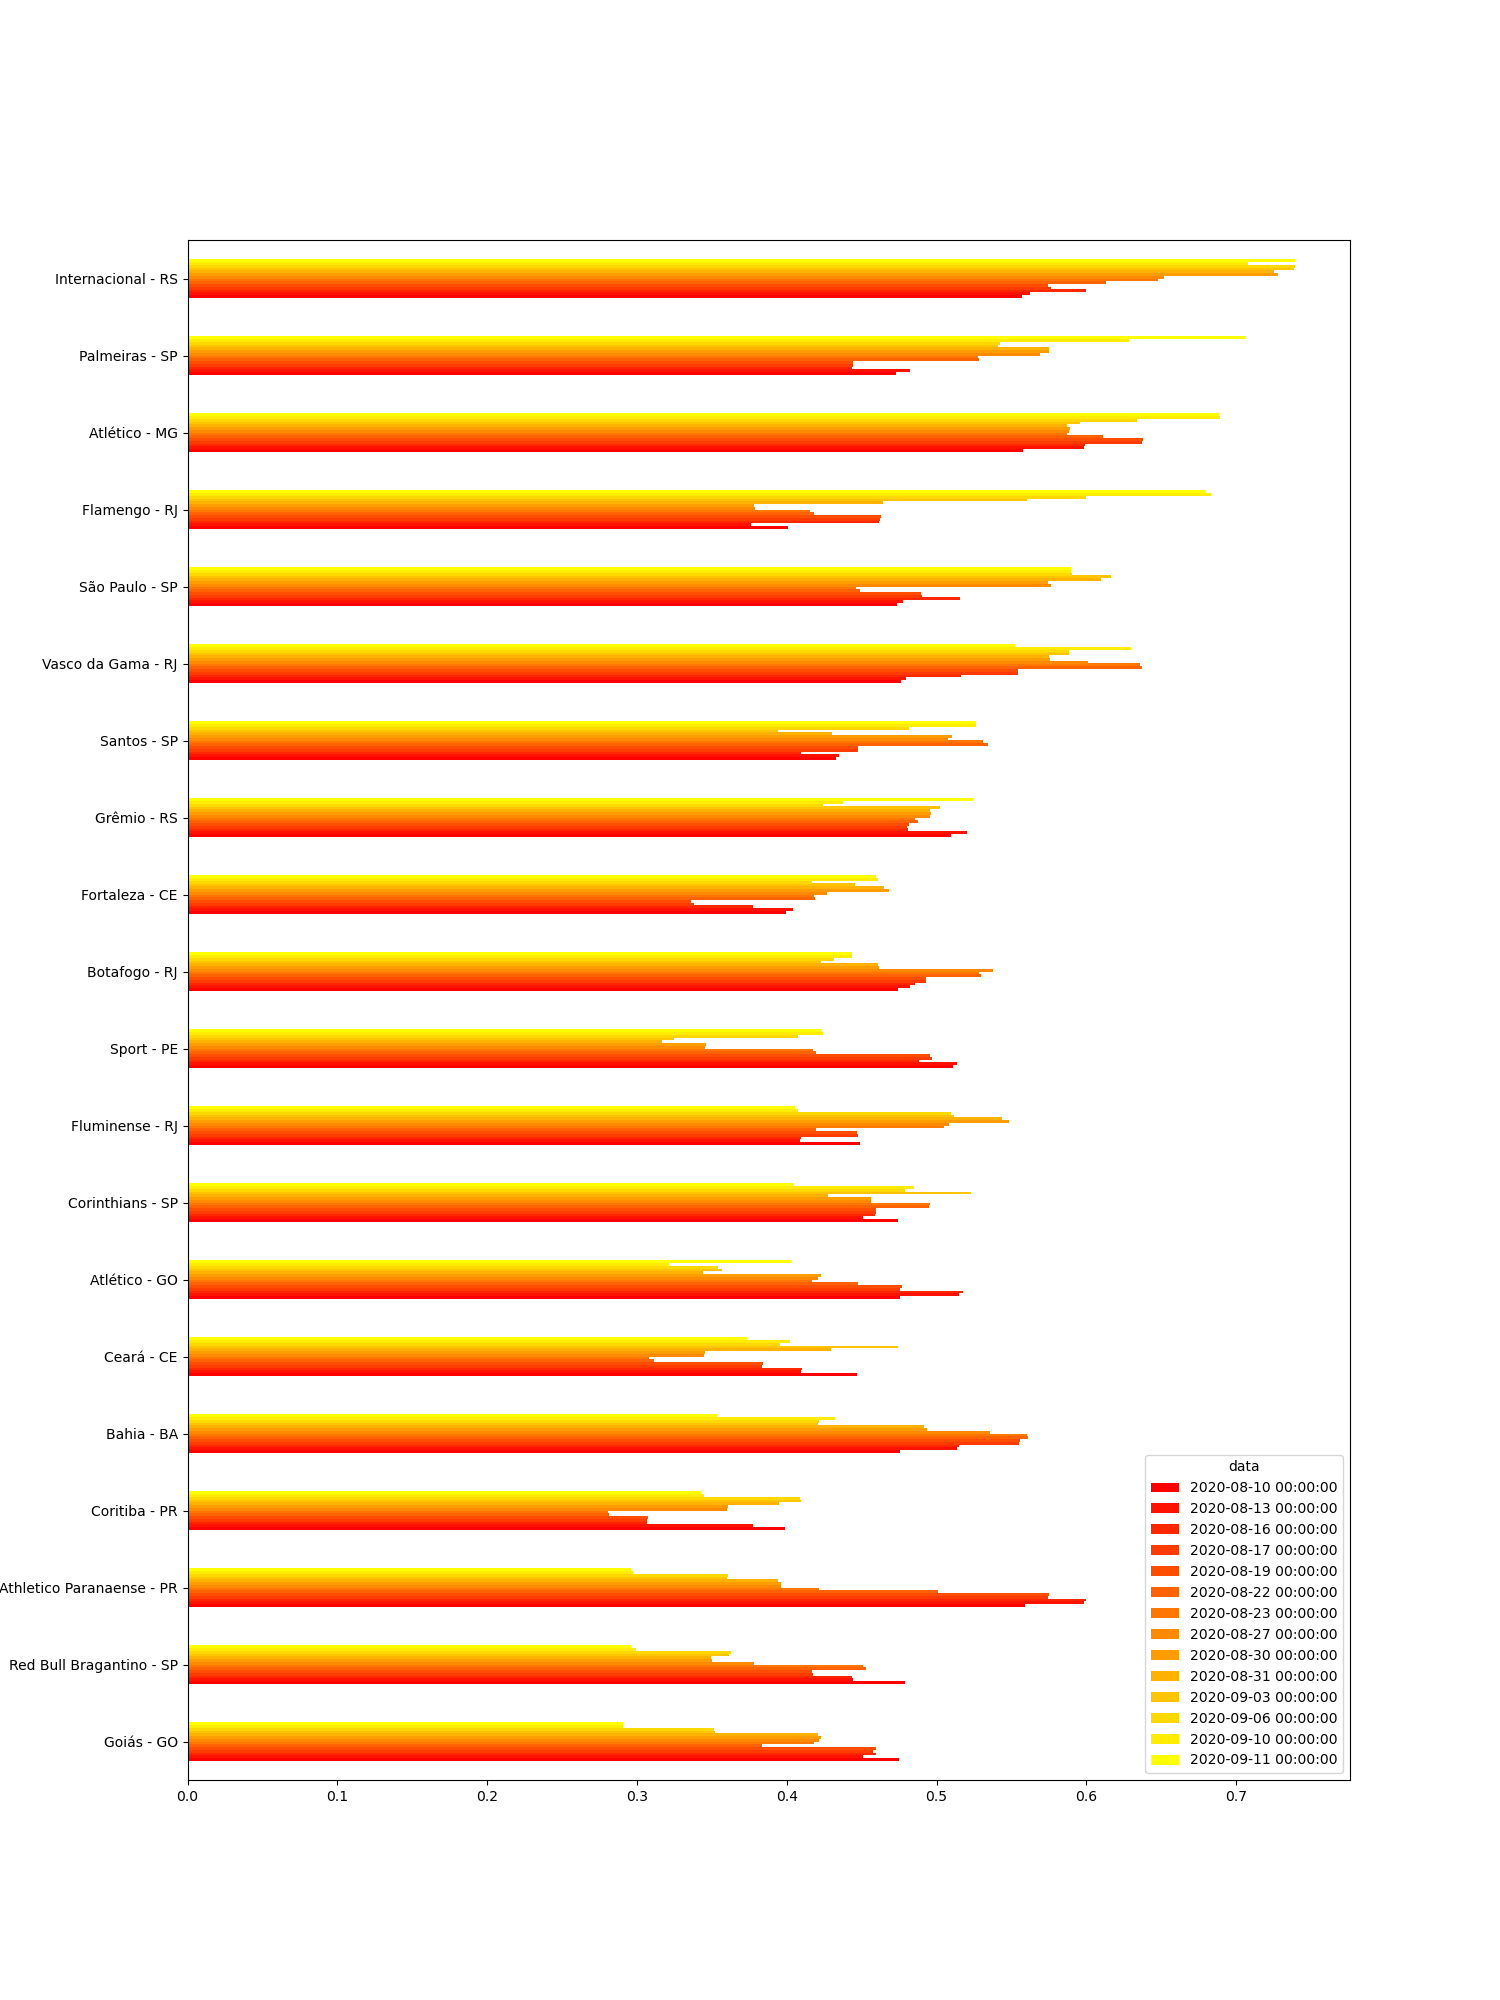 Internacional - RS
Palmeiras - SP
Atlético - MG
Flamengo - RJ
São Paulo - SP
Vasco da Gama - RJ
Santos - SP
Grêmio - RS
Fortaleza - CE
Botafogo - RJ
Sport - PE
Fluminense - RJ
Corinthians - SP
Atlético - GO
Ceará - CE
Bahia - BA
Coritiba - PR
Athletico Paranaense - PR
Red Bull Bragantino - SP
Goiás - GO
data
2020-08-10 00:00:00
2020-08-13 00:00:00
2020-08-16 00:00:00
2020-08-17 00:00:00
2020-08-19 00:00:00
2020-08-22 00:00:00
2020-08-23 00:00:00
2020-08-27 00:00:00
2020-08-30 00:00:00
2020-08-31 00:00:00
2020-09-03 00:00:00
2020-09-06 00:00:00
2020-09-10 00:00:00
2020-09-11 00:00:00
0.0 0.1 0.2 0.3 0.4 0.5 0.6 0.7